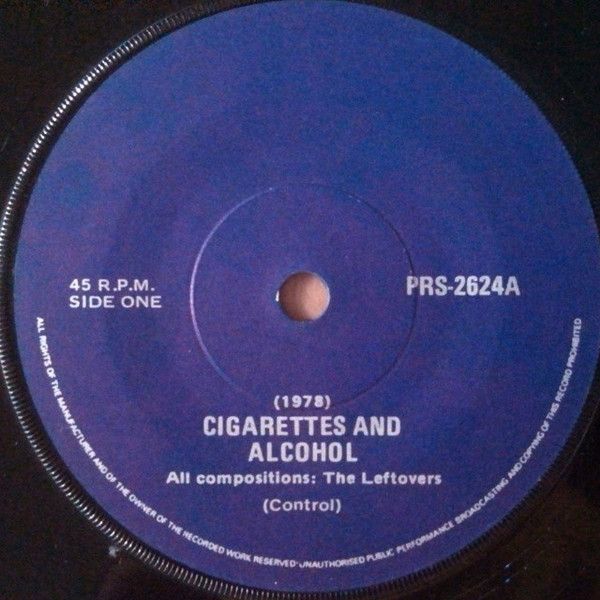 45 R.P.M.
SIDE ONE
PRS-2624A
(1978)
CIGARETTES AND
ALCOHOL
All compositions: The Leftovers
(Control)
ALL RIGHTS OF THE MANUFACTURER AND OF THE OWNER OF THE RECORDED WORK RESERVED·UNAUTHORISED PUBLIC PERFORMANCE BROADCASTING AND COPYING OF THIS RECORD PROHIBITED